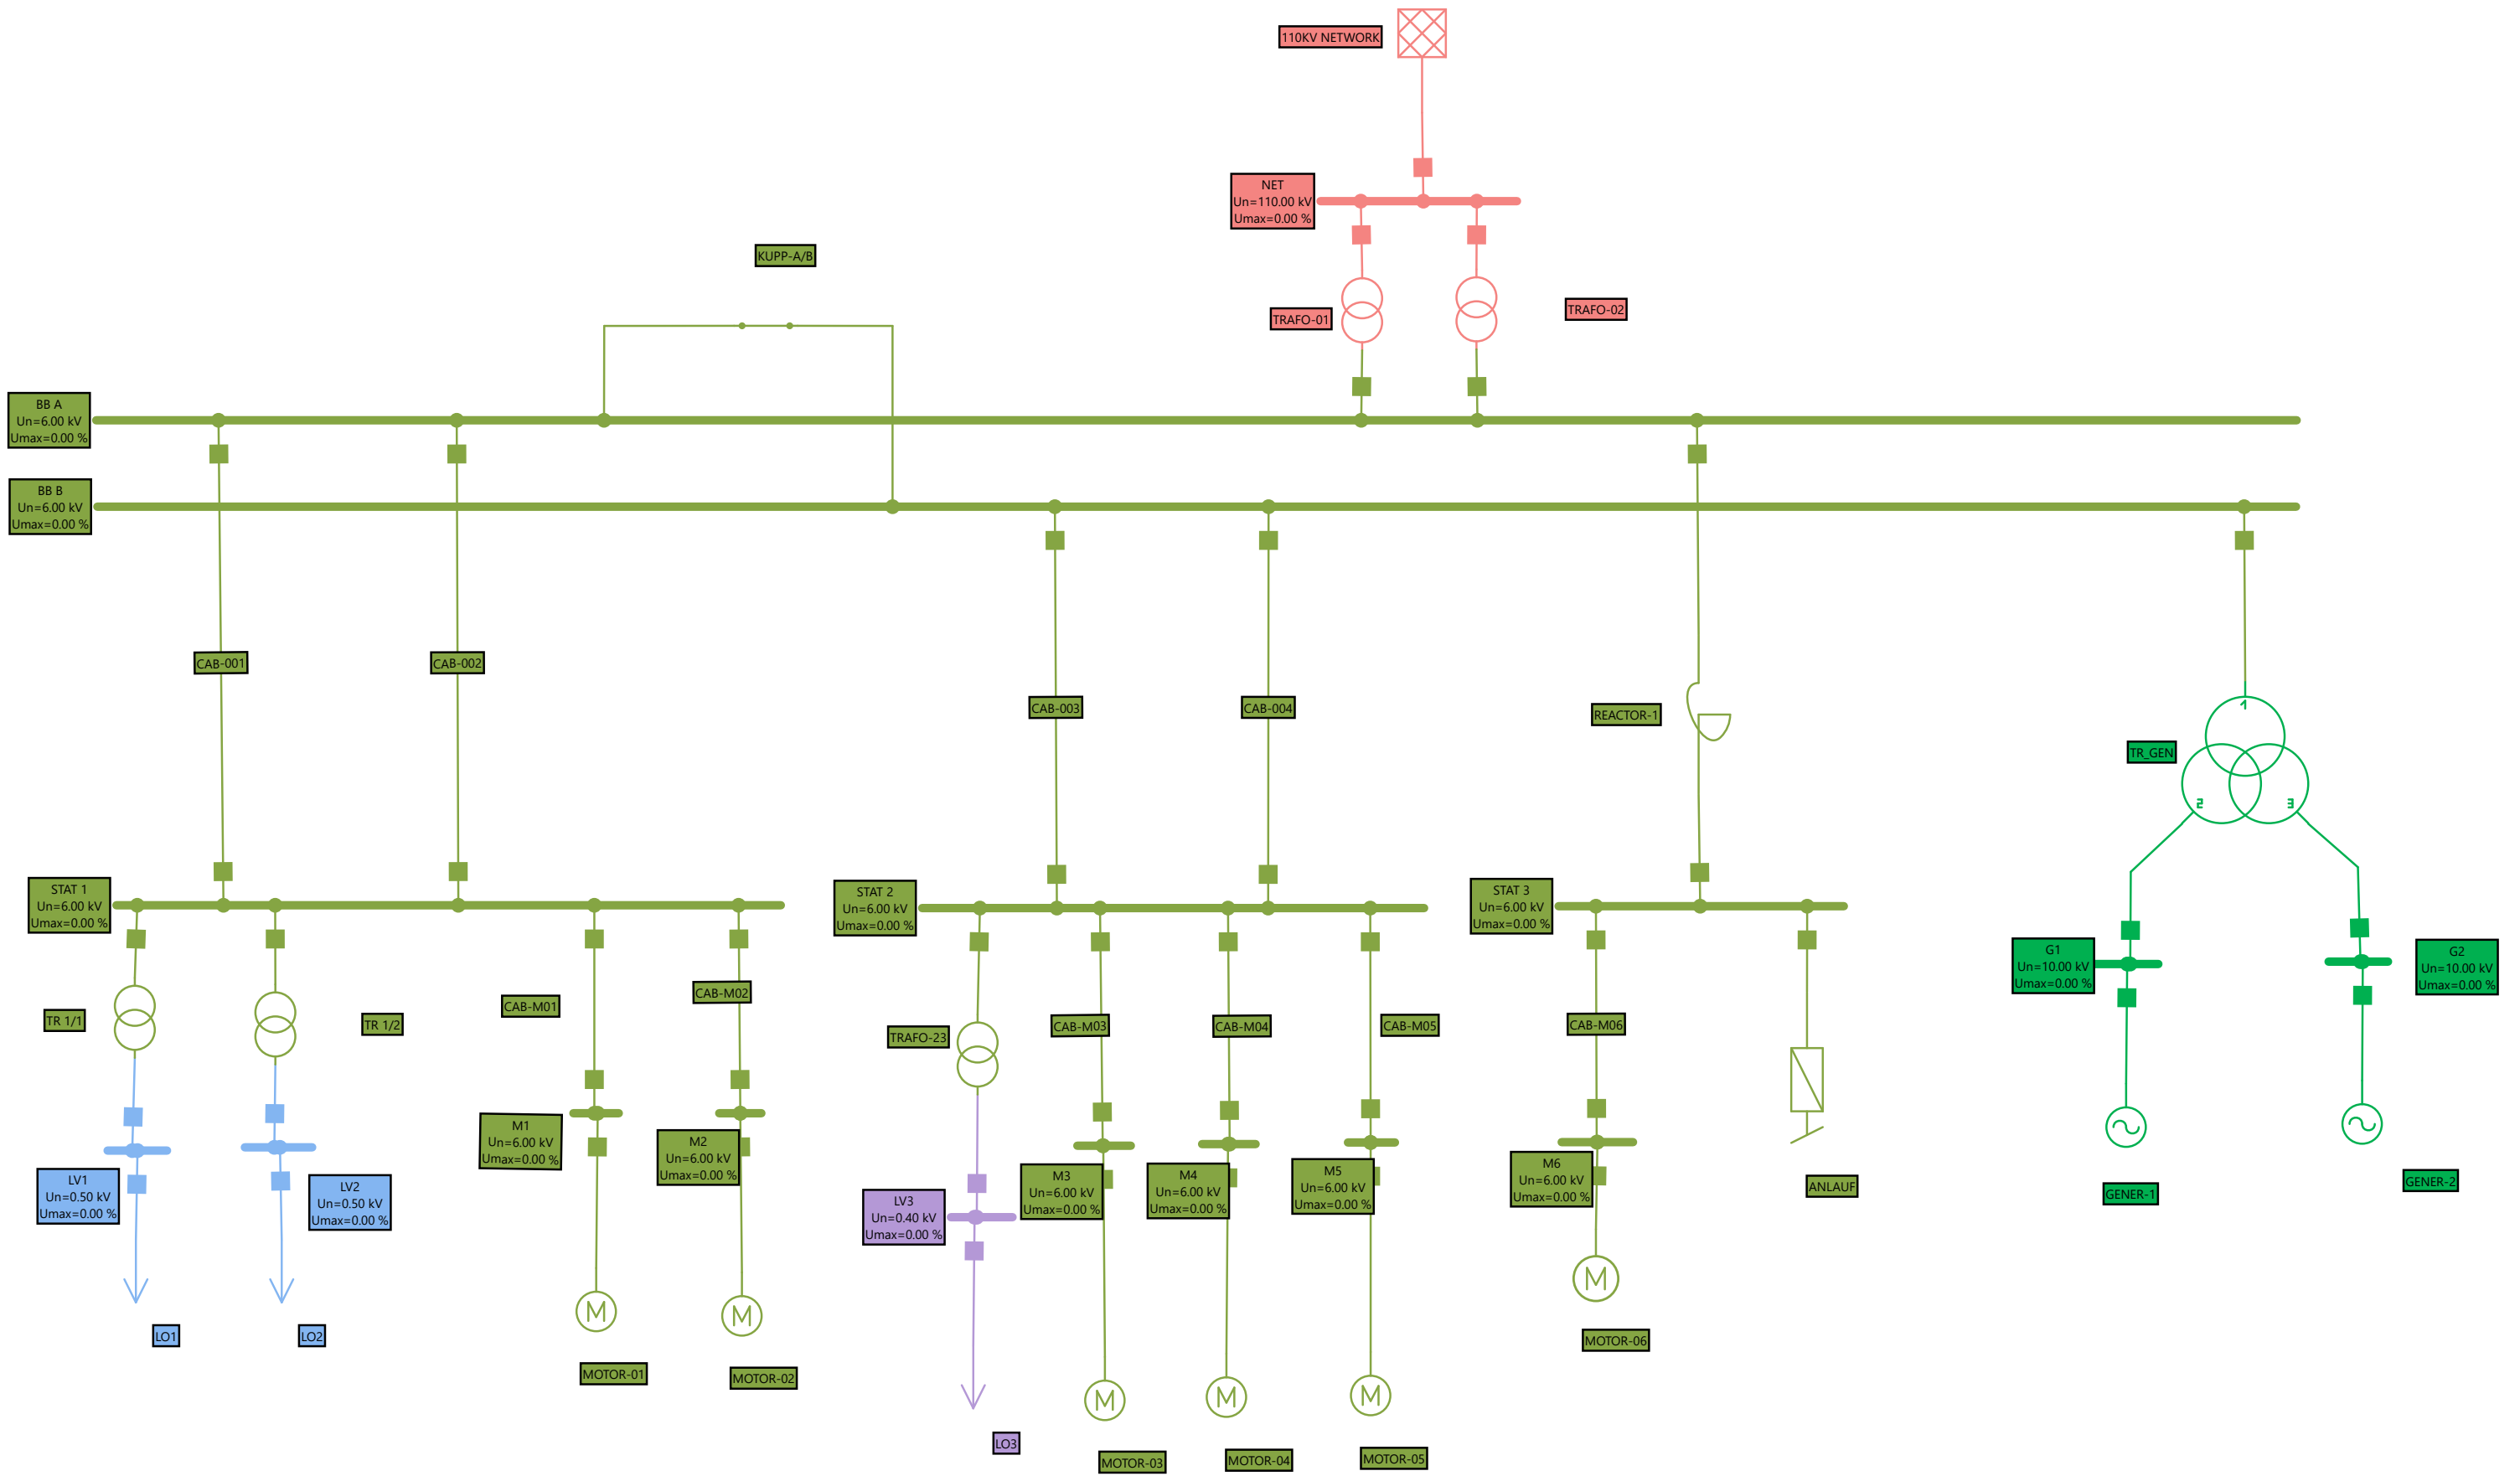 110KV NETWORK
NET
Un=110.00 kV
Umax=0.00 %
KUPP-A/B
TRAFO-01
TRAFO-02
BB A
Un=6.00 kV
Umax=0.00 %
BB B
Un=6.00 kV
Umax=0.00 %
CAB-001
CAB-002
CAB-003
CAB-004
REACTOR-1
1
TR_GEN
2
3
STAT 1
Un=6.00 kV
Umax=0.00 %
STAT 2
Un=6.00 kV
Umax=0.00 %
STAT 3
Un=6.00 kV
Umax=0.00 %
G1
Un=10.00 kV
Umax=0.00 %
G2
Un=10.00 kV
Umax=0.00 %
TR 1/1
TR 1/2
CAB-M01
CAB-M02
TRAFO-23
CAB-M03
CAB-M04
CAB-M05
CAB-M06
M1
Un=6.00 kV
Umax=0.00 %
M2
Un=6.00 kV
Umax=0.00 %
LV1
Un=0.50 kV
Umax=0.00 %
LV2
Un=0.50 kV
Umax=0.00 %
LV3
Un=0.40 kV
Umax=0.00 %
M3
Un=6.00 kV
Umax=0.00 %
M4
Un=6.00 kV
Umax=0.00 %
M5
Un=6.00 kV
Umax=0.00 %
M6
Un=6.00 kV
Umax=0.00 %
ANLAUF
GENER-1
GENER-2
M
M
M
M
M
M
LO1
LO2
MOTOR-01
MOTOR-02
MOTOR-06
LO3
MOTOR-03
MOTOR-04
MOTOR-05